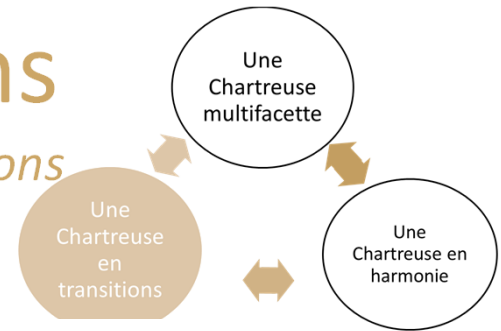 ns
ons
Une
Chartreuse
multifacette
Une
Chartreuse
en
transitions
Une
Chartreuse en
harmonie